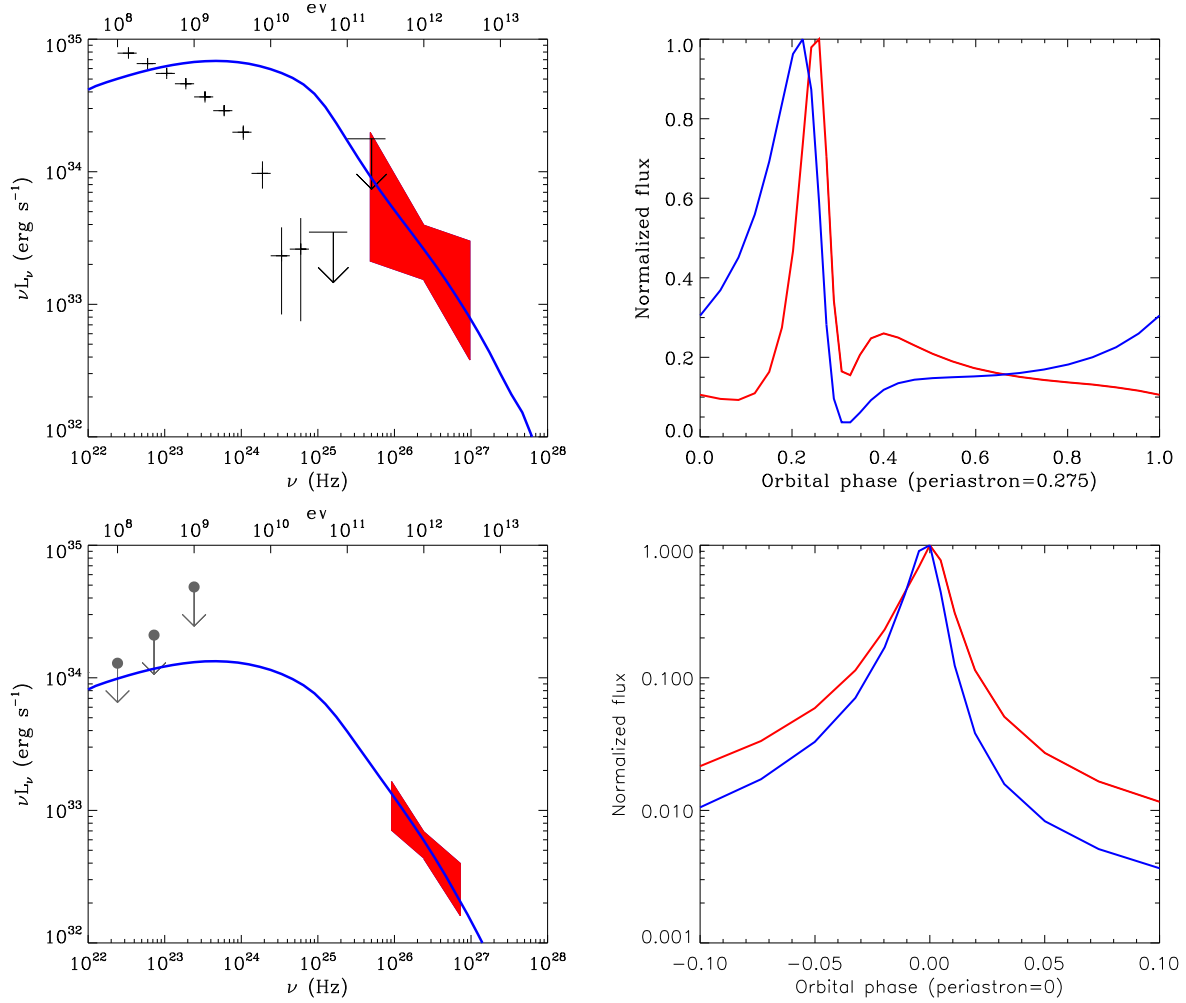 ev
10⁸ 10⁹ 10¹⁰ 10¹¹ 10¹² 10¹³
10³⁵
10³⁴
10³³
10³²
νLν (erg s⁻¹)
10²² 10²³ 10²⁴ 10²⁵ 10²⁶ 10²⁷ 10²⁸
ν (Hz)
1.0
0.8
0.6
0.4
0.2
0.0
Normalized flux
0.0 0.2 0.4 0.6 0.8 1.0
Orbital phase (periastron=0.275)
ev
10⁸ 10⁹ 10¹⁰ 10¹¹ 10¹² 10¹³
10³⁵
10³⁴
10³³
10³²
νLν (erg s⁻¹)
10²² 10²³ 10²⁴ 10²⁵ 10²⁶ 10²⁷ 10²⁸
ν (Hz)
1.000
0.100
0.010
0.001
Normalized flux
−0.10 −0.05 0.00 0.05 0.10
Orbital phase (periastron=0)